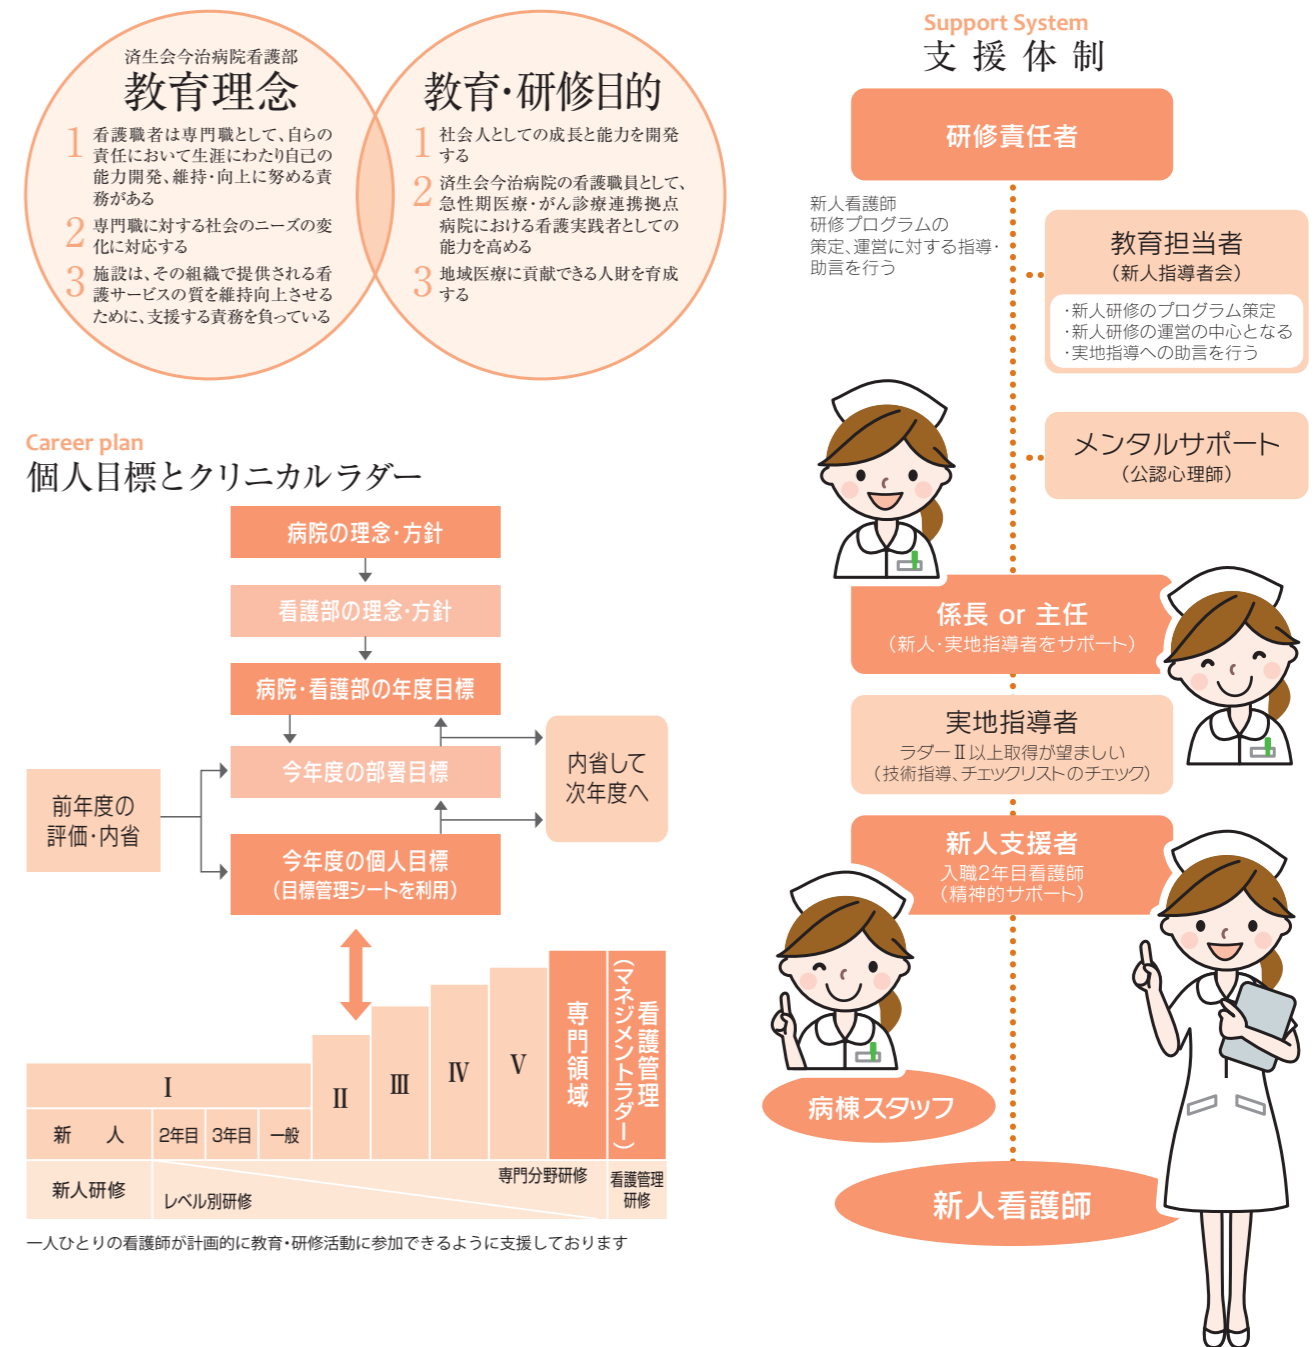 済生会今治病院看護部
教育理念
1 看護職者は専門職として、自らの
責任において生涯にわたり自己の
能力開発、維持・向上に努める責
務がある
2 専門職に対する社会のニーズの変
化に対応する
3 施設は、その組織で提供される看
護サービスの質を維持向上させる
ために、支援する責務を負っている
教育・研修目的
1 社会人としての成長と能力を開発
する
2 済生会今治病院の看護職員として、
急性期医療・がん診療連携拠点
病院における看護実践者としての
能力を高める
3 地域医療に貢献できる人財を育成
する
Career plan
個人目標とクリニカルラダー
病院の理念・方針
看護部の理念・方針
病院・看護部の年度目標
今年度の部署目標
今年度の個人目標
（目標管理シートを利用）
前年度の
評価・内省
内省して
次年度へ
I
新 人
2年目
3年目
一般
II
III
IV
V
専門領域
看護管理
（マネジメントラダー）
新人研修
レベル別研修
専門分野研修
看護管理
研修
一人ひとりの看護師が計画的に教育・研修活動に参加できるように支援しております
Support System
支援体制
研修責任者
新人看護師
研修プログラムの
策定、運営に対する指導・
助言を行う
教育担当者
（新人指導者会）
・新人研修のプログラム策定
・新人研修の運営の中心となる
・実地指導への助言を行う
メンタルサポート
（公認心理師）
係長 or 主任
（新人・実地指導者をサポート）
実地指導者
ラダーⅡ以上取得が望ましい
（技術指導、チェックリストのチェック）
新人支援者
入職2年目看護師
（精神的サポート）
病棟スタッフ
新人看護師